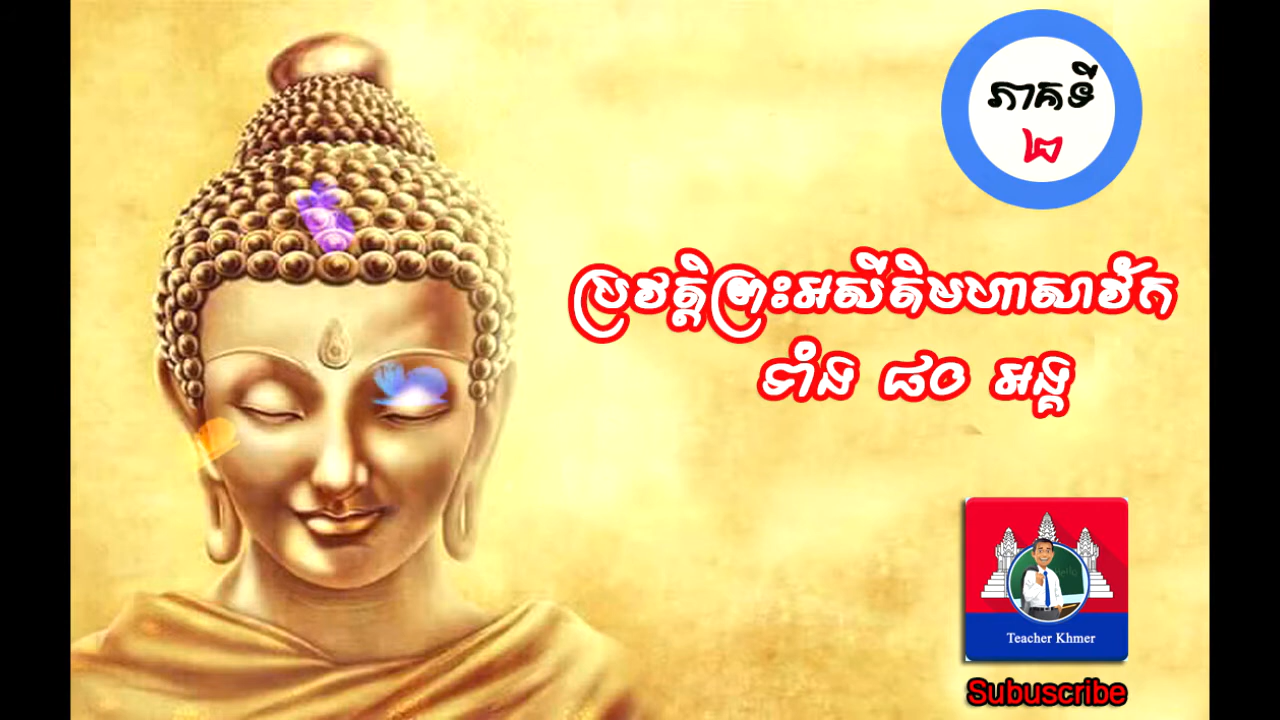 ភាគទី
២
ប្រវត្តិព្រះអសីតិមហាសាវ័ក
ទាំង ៨០ អង្គ
Teacher Khmer
Subuscribe